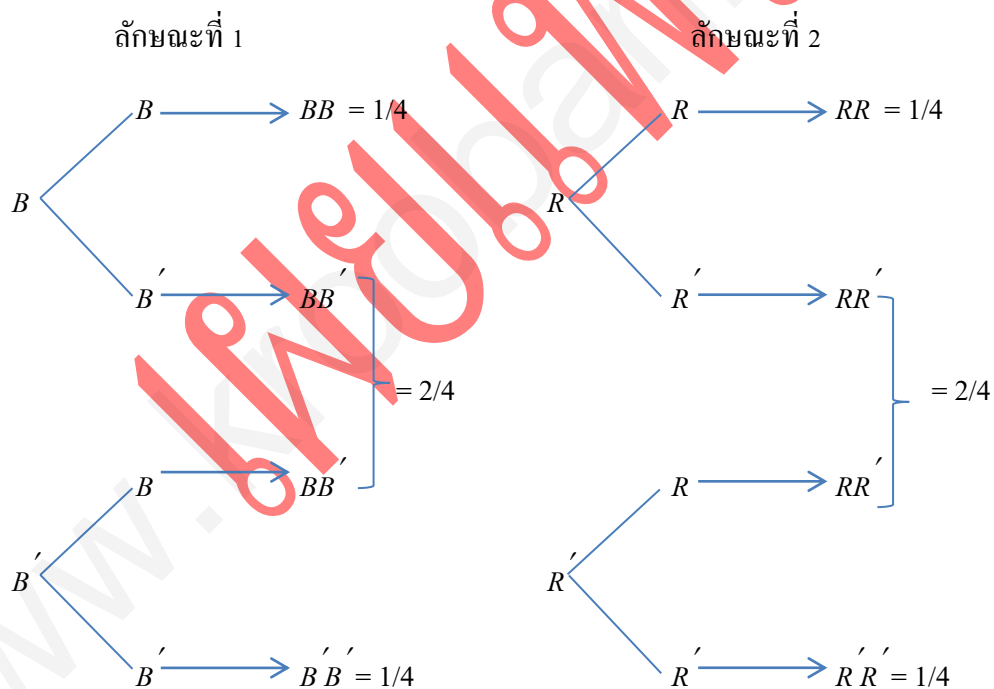 ลักษณะที่ 1
B
B
BB = 1/4
B′
BB′
= 2/4
B′
B
BB′
B′
B′B′ = 1/4
ลักษณะที่ 2
R
R
RR = 1/4
R′
RR′
= 2/4
R′
R
RR′
R′
R′R′ = 1/4